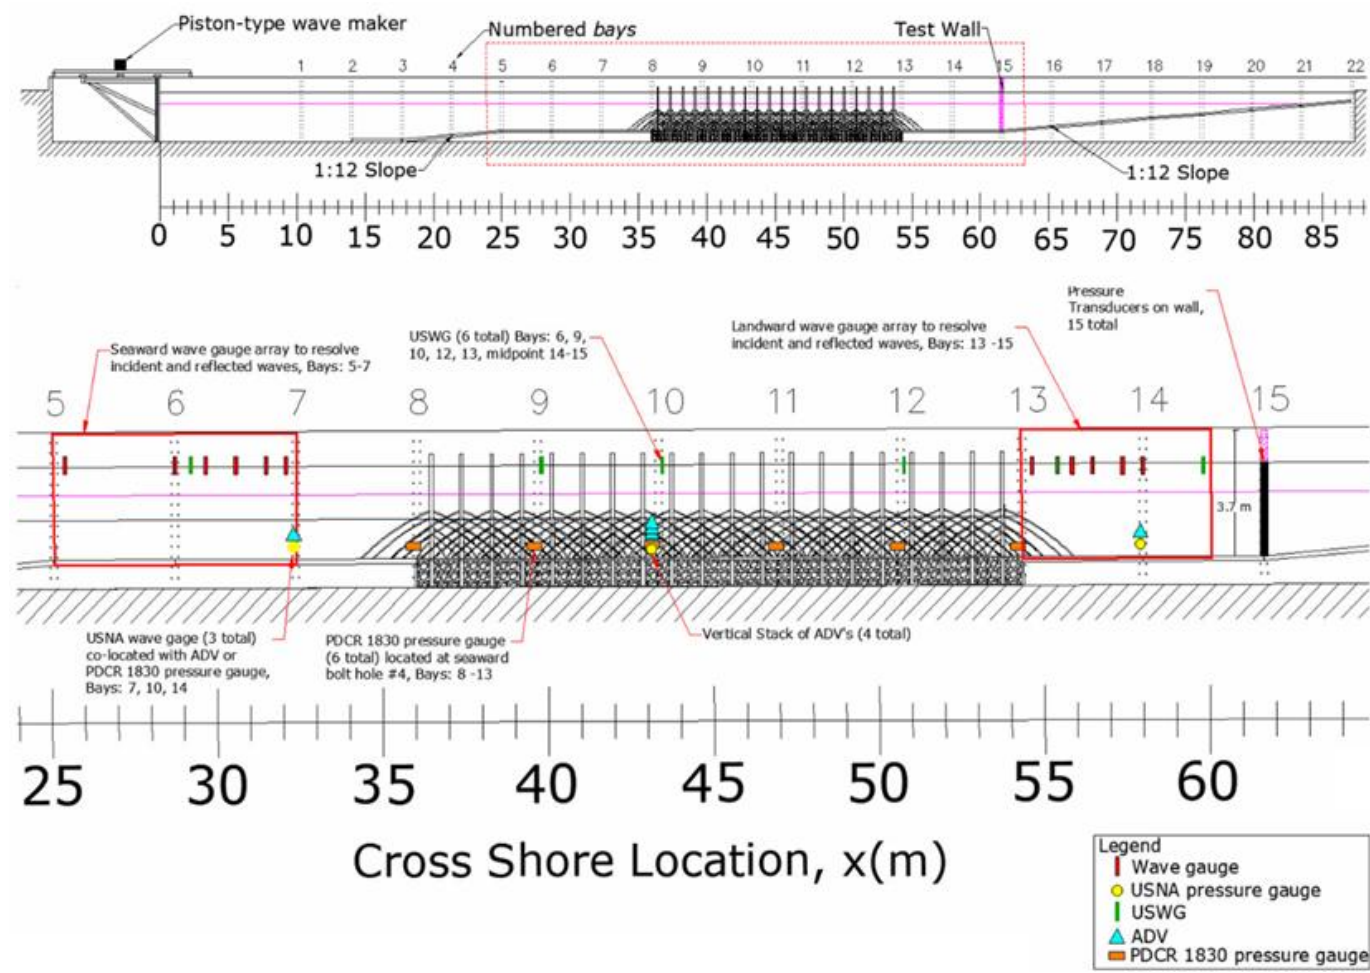 Piston-type wave maker
Numbered bays
Test Wall
1 2 3 4 5 6 7 8 9 10 11 12 13 14 15 16 17 18 19 20 21 22
1:12 Slope
1:12 Slope
0 5 10 15 20 25 30 35 40 45 50 55 60 65 70 75 80 85
Pressure
Transducers on wall,
15 total
Seaward wave gauge array to resolve
incident and reflected waves, Bays: 5-7
USWG (6 total) Bays: 6, 9,
10, 12, 13, midpoint 14-15
Landward wave gauge array to resolve
incident and reflected waves, Bays: 13 -15
5 6 7 8 9 10 11 12 13 14 15
3.7 m
USNA wave gage (3 total)
co-located with ADV or
PDCR 1830 pressure gauge,
Bays: 7, 10, 14
PDCR 1830 pressure gauge
(6 total) located at seaward
bolt hole #4, Bays: 8 -13
Vertical Stack of ADV's (4 total)
25 30 35 40 45 50 55 60
Cross Shore Location, x(m)
Legend
Wave gauge
USNA pressure gauge
USWG
ADV
PDCR 1830 pressure gauge